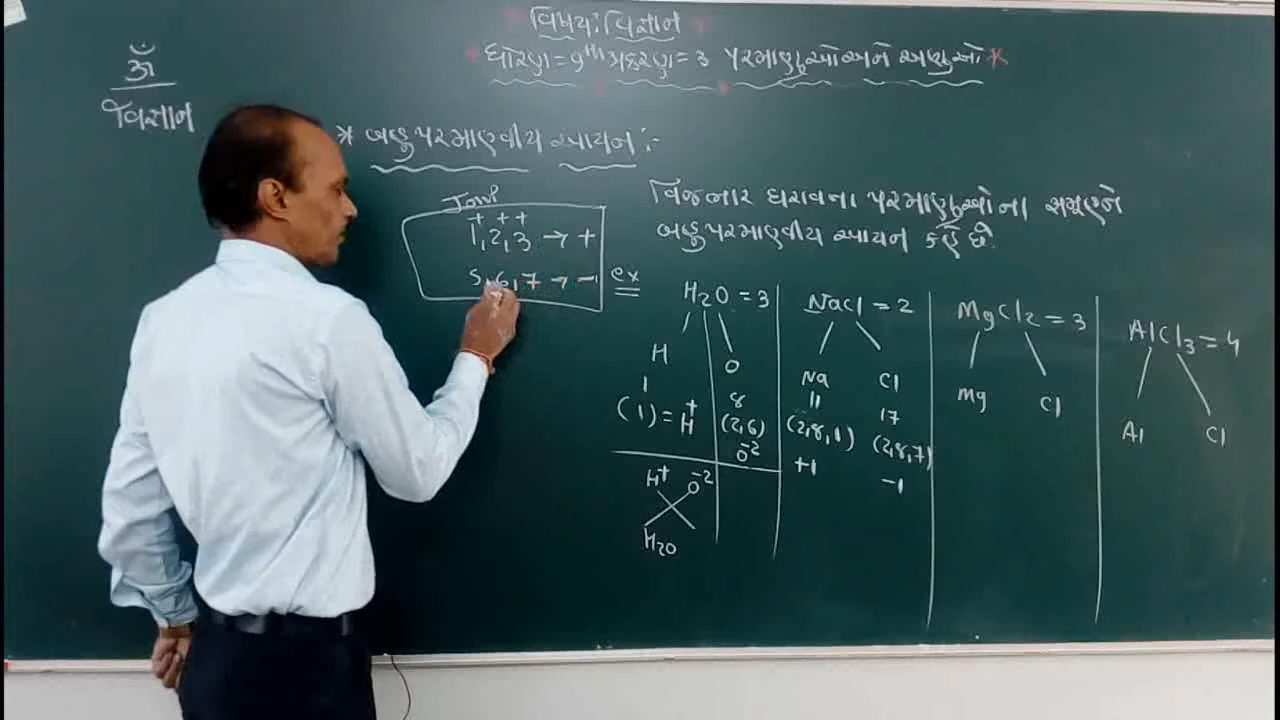 વિષય: વિજ્ઞાન
ધોરણ = 9th પ્રકરણ = 3 પરમાણુઓ અને અણુઓ
ૐ
વિજ્ઞાન
* બહુપરમાણ્વીય આયન :-
1, 2, 3 → +
+ + +
5, 6, 7 → -
વિજભાર ધરાવના પરમાણુઓના સમૂહને
બહુપરમાણ્વીય આયન કહે છે.
ex
H2O = 3
H
O
1
8
(1) = H+
(2,6)
O-2
H+ O-2
H2O
NaCl = 2
Na
Cl
11
17
(2,8,1)
(2,8,7)
+1
-1
MgCl2 = 3
Mg
Cl
AlCl3 = 4
Al
Cl